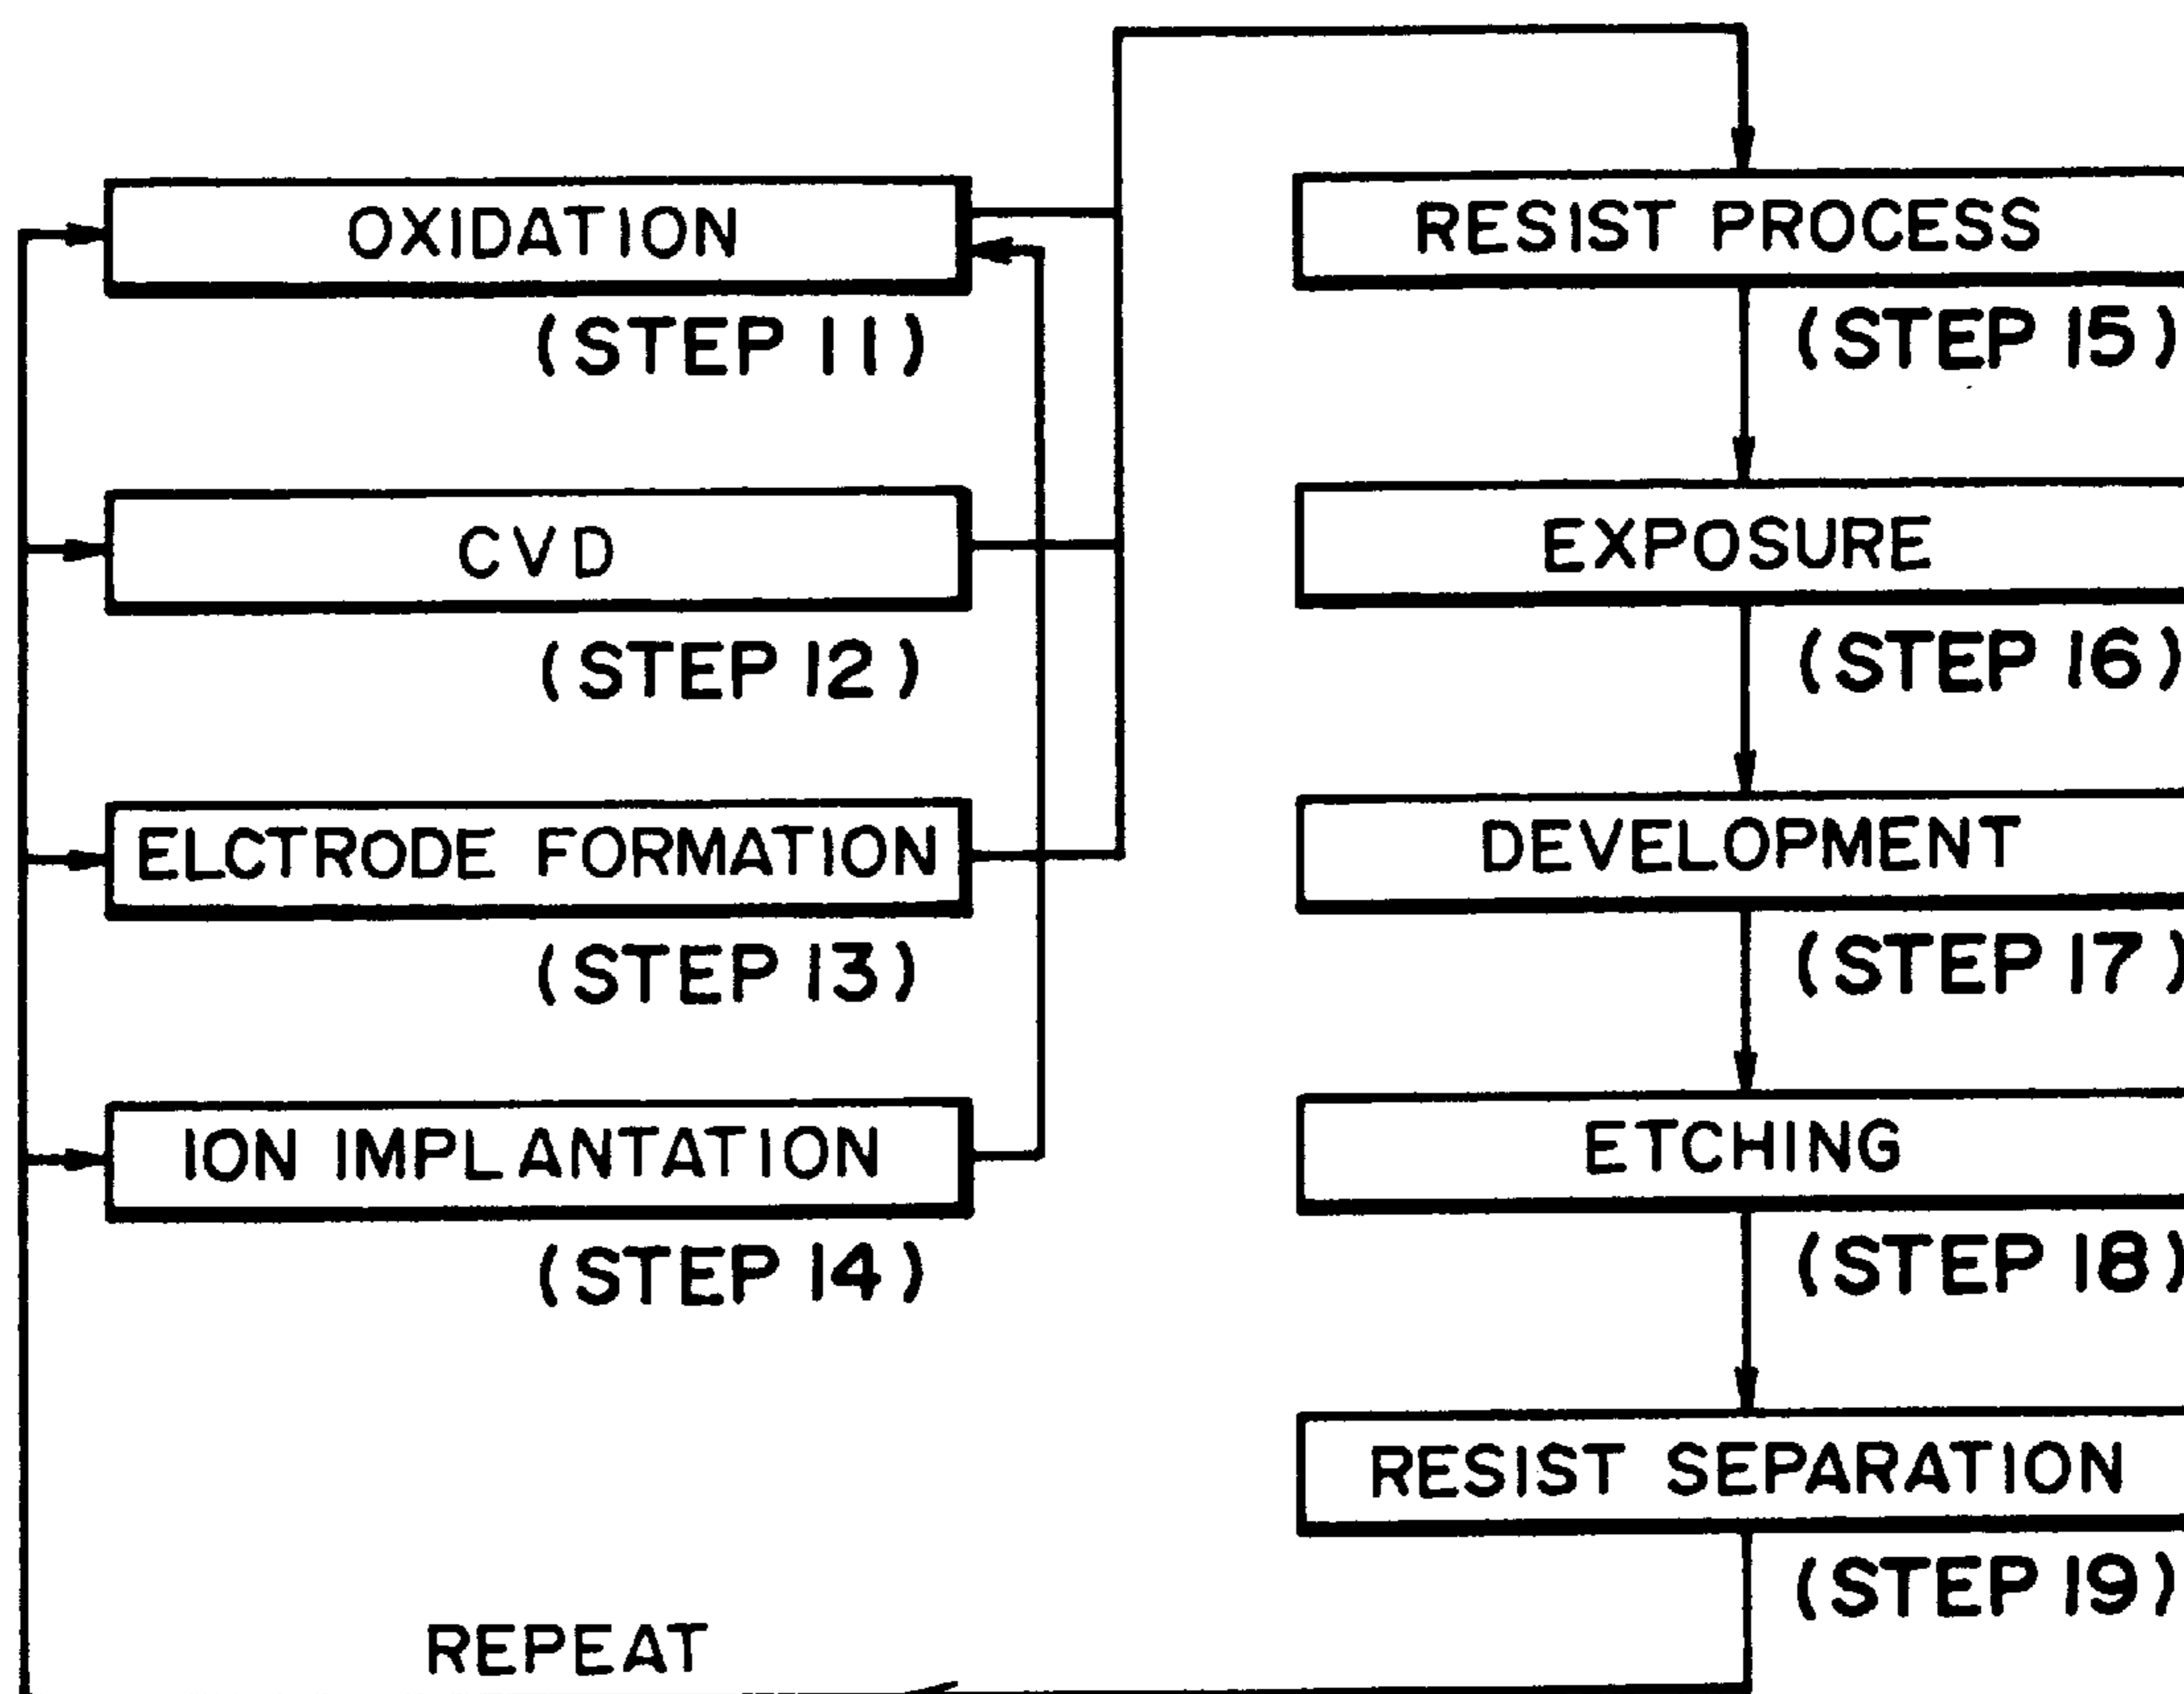 OXIDATION
(STEP 11)
CVD
(STEP 12)
ELCTRODE FORMATION
(STEP 13)
ION IMPLANTATION
(STEP 14)
RESIST PROCESS
(STEP 15)
EXPOSURE
(STEP 16)
DEVELOPMENT
(STEP 17)
ETCHING
(STEP 18)
RESIST SEPARATION
(STEP 19)
REPEAT